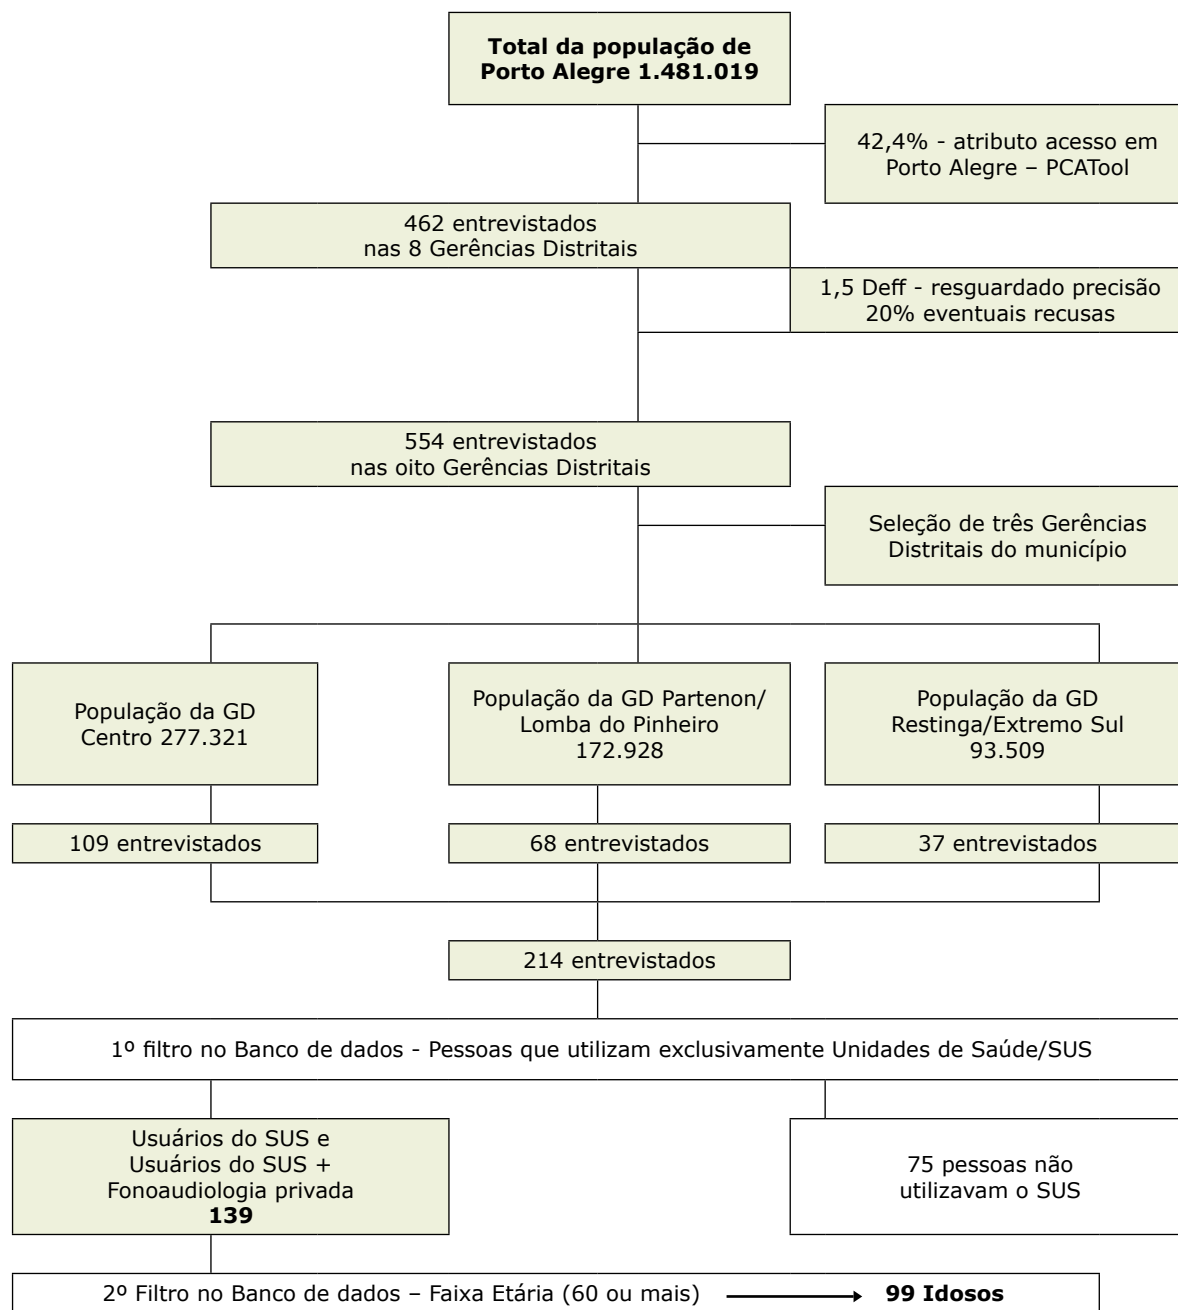 Total da população de
Porto Alegre 1.481.019
42,4% - atributo acesso em
Porto Alegre – PCATool
462 entrevistados
nas 8 Gerências Distritais
1,5 Deff - resguardado precisão
20% eventuais recusas
554 entrevistados
nas oito Gerências Distritais
Seleção de três Gerências
Distritais do município
População da GD
Centro 277.321
População da GD Partenon/
Lomba do Pinheiro
172.928
População da GD
Restinga/Extremo Sul
93.509
109 entrevistados
68 entrevistados
37 entrevistados
214 entrevistados
1º filtro no Banco de dados - Pessoas que utilizam exclusivamente Unidades de Saúde/SUS
Usuários do SUS e
Usuários do SUS +
Fonoaudiologia privada
139
75 pessoas não
utilizavam o SUS
2º Filtro no Banco de dados – Faixa Etária (60 ou mais) 99 Idosos